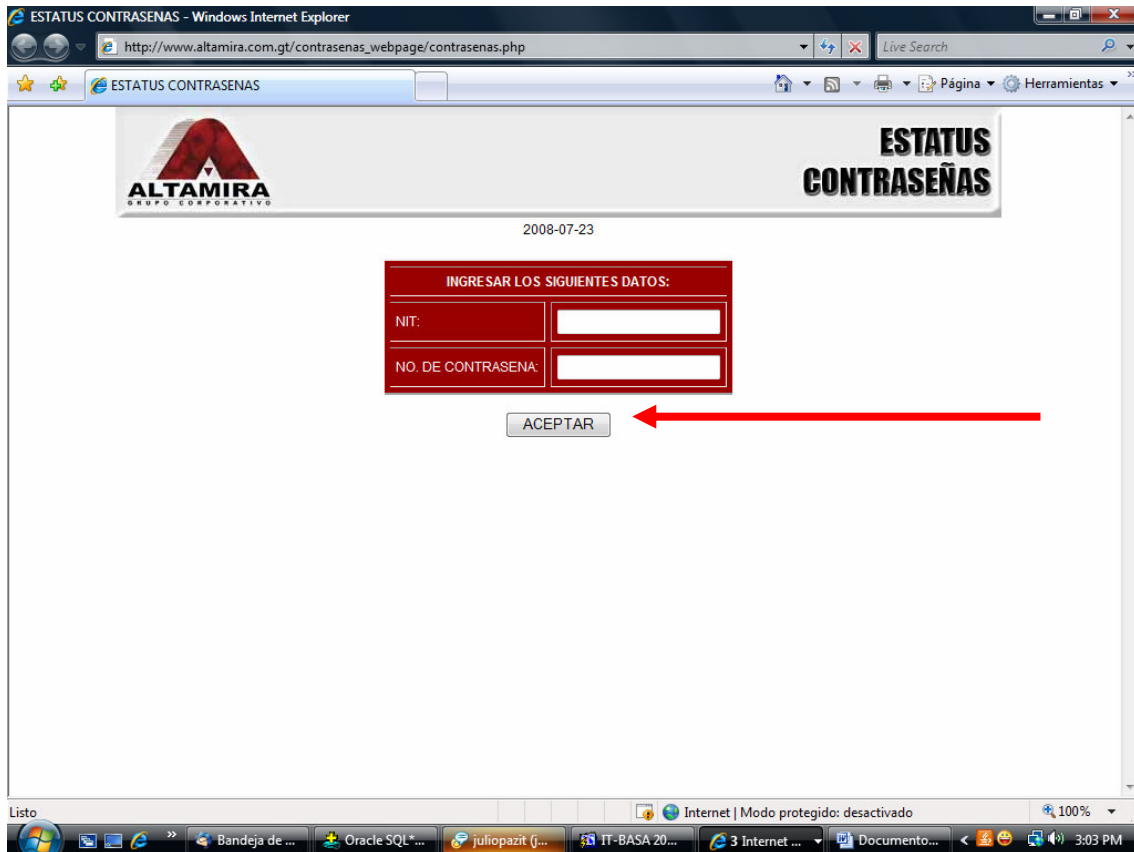 ESTATUS CONTRASENAS - Windows Internet Explorer
http://www.altamira.com.gt/contrasenas_webpage/contrasenas.php
Live Search
ESTATUS CONTRASENAS
Página
Herramientas
ALTAMIRA
GRUPO CORPORATIVO
ESTATUS
CONTRASEÑAS
2008-07-23
INGRESAR LOS SIGUIENTES DATOS:
NIT:
NO. DE CONTRASENA:
ACEPTAR
Listo
Internet | Modo protegido: desactivado
100%
Bandeja de ...
Oracle SQL*...
juliopazit (j...
IT-BASA 20...
3 Internet ...
Documento...
3:03 PM